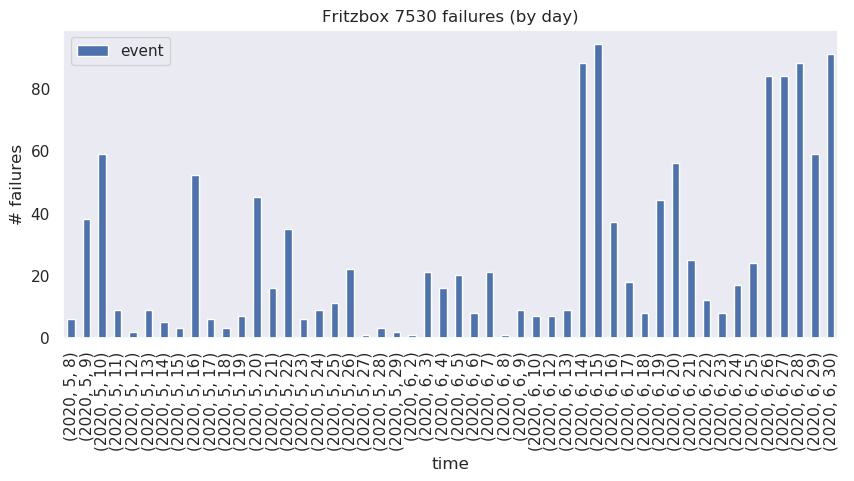 Fritzbox 7530 failures (by day)
event
# failures
80
60
40
20
0
(2020, 5, 8)
(2020, 5, 9)
(2020, 5, 10)
(2020, 5, 11)
(2020, 5, 12)
(2020, 5, 13)
(2020, 5, 14)
(2020, 5, 15)
(2020, 5, 16)
(2020, 5, 17)
(2020, 5, 18)
(2020, 5, 19)
(2020, 5, 20)
(2020, 5, 21)
(2020, 5, 22)
(2020, 5, 23)
(2020, 5, 24)
(2020, 5, 25)
(2020, 5, 26)
(2020, 5, 27)
(2020, 5, 28)
(2020, 5, 29)
(2020, 6, 2)
(2020, 6, 3)
(2020, 6, 4)
(2020, 6, 5)
(2020, 6, 6)
(2020, 6, 7)
(2020, 6, 8)
(2020, 6, 9)
(2020, 6, 10)
(2020, 6, 12)
(2020, 6, 13)
(2020, 6, 14)
(2020, 6, 15)
(2020, 6, 16)
(2020, 6, 17)
(2020, 6, 18)
(2020, 6, 19)
(2020, 6, 20)
(2020, 6, 21)
(2020, 6, 22)
(2020, 6, 23)
(2020, 6, 24)
(2020, 6, 25)
(2020, 6, 26)
(2020, 6, 27)
(2020, 6, 28)
(2020, 6, 29)
(2020, 6, 30)
time